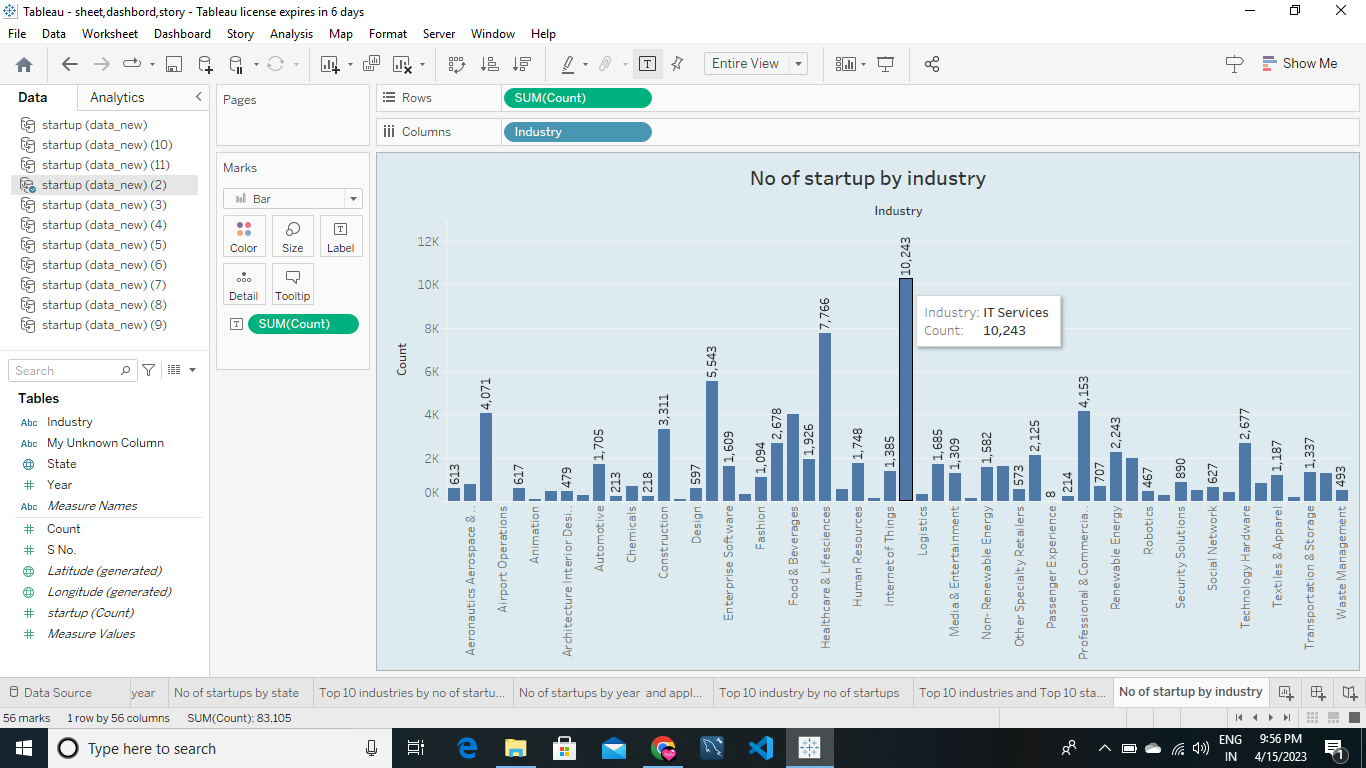 Tableau - sheet,dashbord,story - Tableau license expires in 6 days
File Data Worksheet Dashboard Story Analysis Map Format Server Window Help
Entire View
Show Me
Data Analytics
startup (data_new)
startup (data_new) (10)
startup (data_new) (11)
startup (data_new) (2)
startup (data_new) (3)
startup (data_new) (4)
startup (data_new) (5)
startup (data_new) (6)
startup (data_new) (7)
startup (data_new) (8)
startup (data_new) (9)
Search
Tables
Abc Industry
Abc My Unknown Column
State
# Year
Abc Measure Names
# Count
# S No.
Latitude (generated)
Longitude (generated)
# startup (Count)
# Measure Values
Pages
Marks
Bar
Color Size Label
Detail Tooltip
T SUM(Count)
Rows SUM(Count)
Columns Industry
No of startup by industry
Industry
Count
12K
10K
8K
6K
4K
2K
0K
613
4,071
617
479
1,705
213
218
3,311
597
5,543
1,609
1,094
2,678
1,926
7,766
1,748
1,385
10,243
1,685
1,309
1,582
573
2,125
8
214
4,153
707
2,243
467
890
627
2,677
1,187
1,337
493
Industry: IT Services
Count: 10,243
Aeronautics Aerospace & ..
Airport Operations
Animation
Architecture Interior Desi..
Automotive
Chemicals
Construction
Design
Enterprise Software
Fashion
Food & Beverages
Healthcare & Lifesciences
Human Resources
Internet of Things
Logistics
Media & Entertainment
Non- Renewable Energy
Other Specialty Retailers
Passenger Experience
Professional & Commercia..
Renewable Energy
Robotics
Security Solutions
Social Network
Technology Hardware
Textiles & Apparel
Transportation & Storage
Waste Management
Data Source year No of startups by state Top 10 industries by no of startu... No of startups by year and appl... Top 10 industry by no of startups Top 10 industries and Top 10 sta... No of startup by industry
56 marks 1 row by 56 columns SUM(Count): 83,105
Type here to search
ENG
IN
9:56 PM
4/15/2023
1